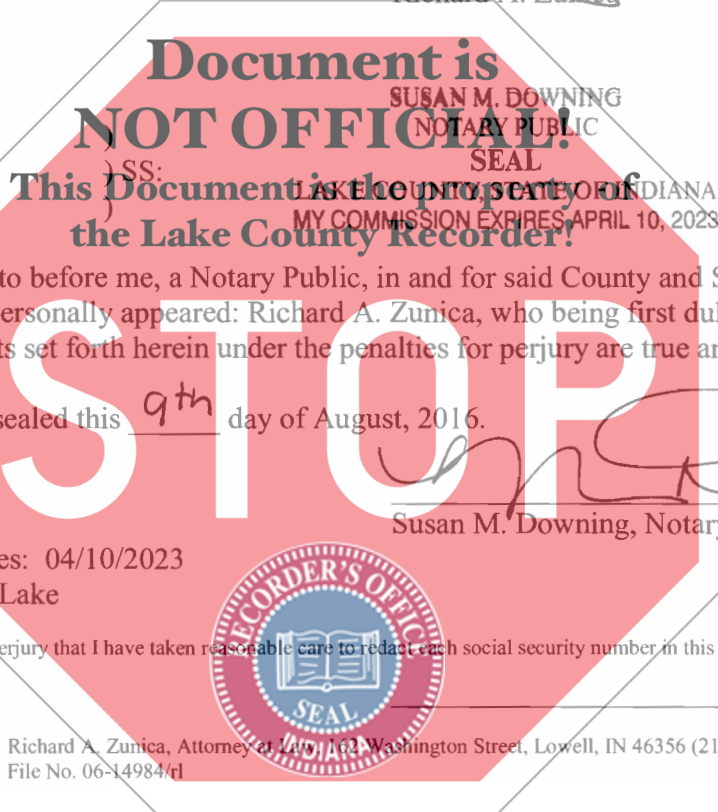 Richard A. Zunica
Document is
SUSAN M. DOWNING
NOT OFFICIAL!
NOTARY PUBLIC
)
) SS:
)
SEAL
This Document is the property of
LAKE COUNTY, STATE OF INDIANA
the Lake County Recorder!
MY COMMISSION EXPIRES APRIL 10, 2023
to before me, a Notary Public, in and for said County and S
ersonally appeared: Richard A. Zunica, who being first dul
ts set forth herein under the penalties for perjury are true an
STOP
sealed this 9th day of August, 2016.
Susan M. Downing, Notary
es: 04/10/2023
Lake
RECORDER'S OFFICE
erjury that I have taken reasonable care to redact each social security number in this
SEAL
INDIANA
Richard A. Zunica, Attorney at Law, 162 Washington Street, Lowell, IN 46356 (21
File No. 06-14984/rl